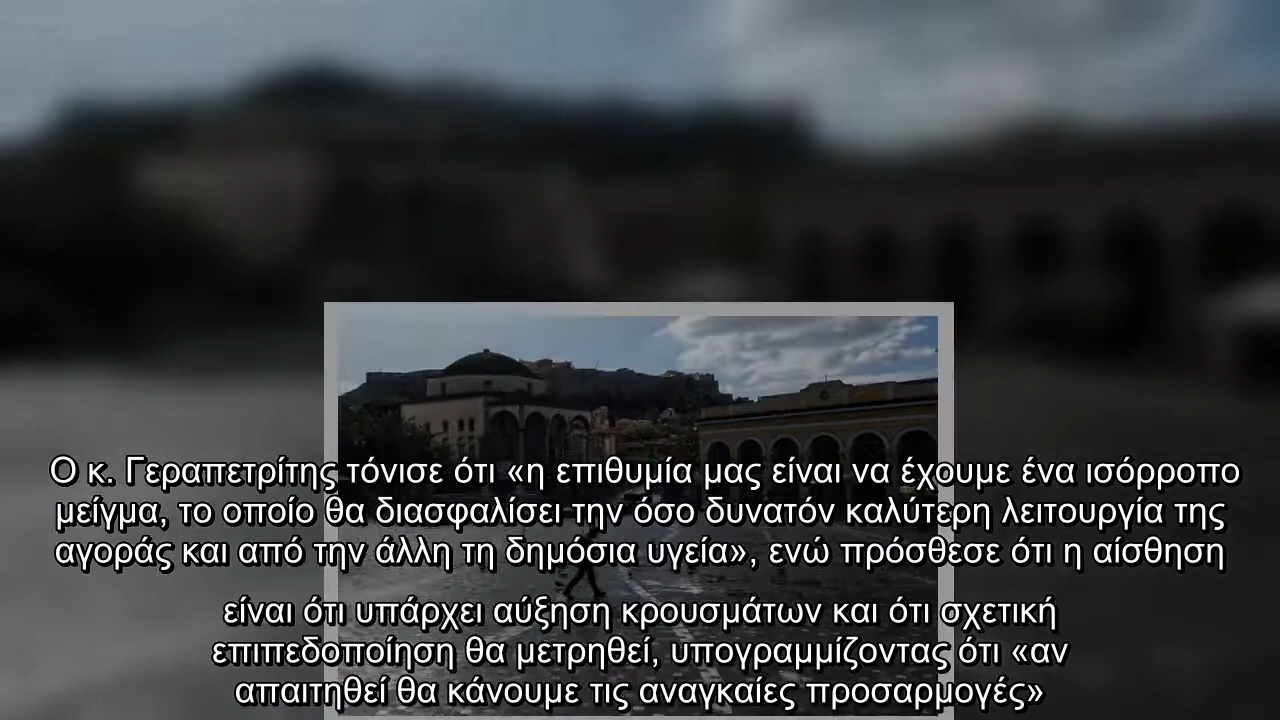 Ο κ. Γεραπετρίτης τόνισε ότι «η επιθυμία μας είναι να έχουμε ένα ισόρροπο
μείγμα, το οποίο θα διασφαλίσει την όσο δυνατόν καλύτερη λειτουργία της
αγοράς και από την άλλη τη δημόσια υγεία», ενώ πρόσθεσε ότι η αίσθηση
είναι ότι υπάρχει αύξηση κρουσμάτων και ότι σχετική
επιπεδοποίηση θα μετρηθεί, υπογραμμίζοντας ότι «αν
απαιτηθεί θα κάνουμε τις αναγκαίες προσαρμογές»